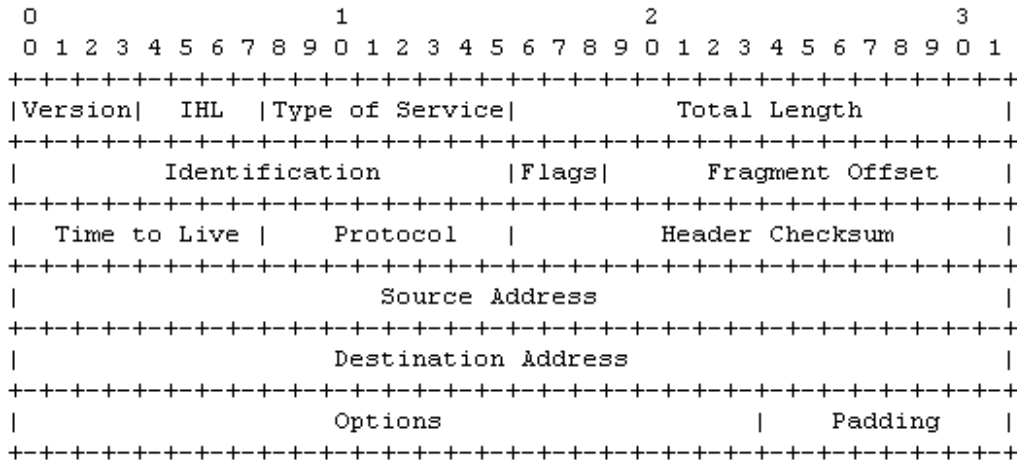 0                   1                   2                   3
 0 1 2 3 4 5 6 7 8 9 0 1 2 3 4 5 6 7 8 9 0 1 2 3 4 5 6 7 8 9 0 1
+-+-+-+-+-+-+-+-+-+-+-+-+-+-+-+-+-+-+-+-+-+-+-+-+-+-+-+-+-+-+-+-+
|Version|  IHL  |Type of Service|          Total Length         |
+-+-+-+-+-+-+-+-+-+-+-+-+-+-+-+-+-+-+-+-+-+-+-+-+-+-+-+-+-+-+-+-+
|         Identification        |Flags|      Fragment Offset    |
+-+-+-+-+-+-+-+-+-+-+-+-+-+-+-+-+-+-+-+-+-+-+-+-+-+-+-+-+-+-+-+-+
|  Time to Live |    Protocol   |         Header Checksum       |
+-+-+-+-+-+-+-+-+-+-+-+-+-+-+-+-+-+-+-+-+-+-+-+-+-+-+-+-+-+-+-+-+
|                       Source Address                          |
+-+-+-+-+-+-+-+-+-+-+-+-+-+-+-+-+-+-+-+-+-+-+-+-+-+-+-+-+-+-+-+-+
|                    Destination Address                        |
+-+-+-+-+-+-+-+-+-+-+-+-+-+-+-+-+-+-+-+-+-+-+-+-+-+-+-+-+-+-+-+-+
|                    Options                    |    Padding    |
+-+-+-+-+-+-+-+-+-+-+-+-+-+-+-+-+-+-+-+-+-+-+-+-+-+-+-+-+-+-+-+-+